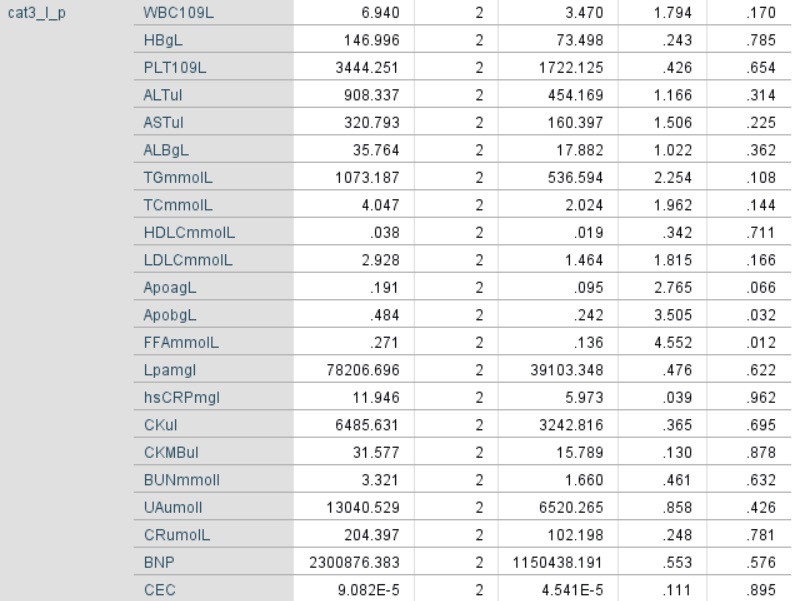 cat3_l_p WBC109L 6.940 2 3.470 1.794 .170
HBgL 146.996 2 73.498 .243 .785
PLT109L 3444.251 2 1722.125 .426 .654
ALTul 908.337 2 454.169 1.166 .314
ASTul 320.793 2 160.397 1.506 .225
ALBgL 35.764 2 17.882 1.022 .362
TGmmolL 1073.187 2 536.594 2.254 .108
TCmmolL 4.047 2 2.024 1.962 .144
HDLCmmolL .038 2 .019 .342 .711
LDLCmmolL 2.928 2 1.464 1.815 .166
ApoagL .191 2 .095 2.765 .066
ApobgL .484 2 .242 3.505 .032
FFAmmolL .271 2 .136 4.552 .012
Lpamgl 78206.696 2 39103.348 .476 .622
hsCRPmgl 11.946 2 5.973 .039 .962
CKul 6485.631 2 3242.816 .365 .695
CKMBul 31.577 2 15.789 .130 .878
BUNmmoll 3.321 2 1.660 .461 .632
UAumoll 13040.529 2 6520.265 .858 .426
CRumolL 204.397 2 102.198 .248 .781
BNP 2300876.383 2 1150438.191 .553 .576
CEC 9.082E-5 2 4.541E-5 .111 .895